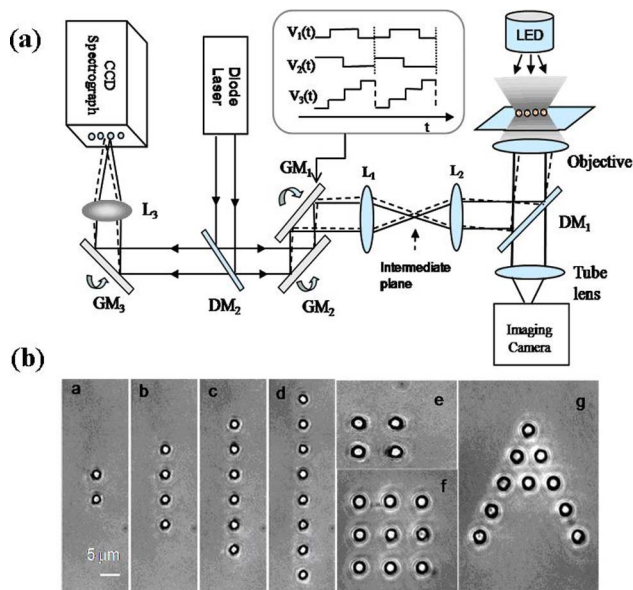 (a)
CCD
Spectrograph
Diode
Laser
V₁(t)
V₂(t)
V₃(t)
t
LED
GM₁
L₁
L₂
Objective
L₃
DM₁
Intermediate
plane
GM₃
DM₂
GM₂
Tube
lens
Imaging
Camera
(b)
a
b
c
d
e
f
g
5 μm